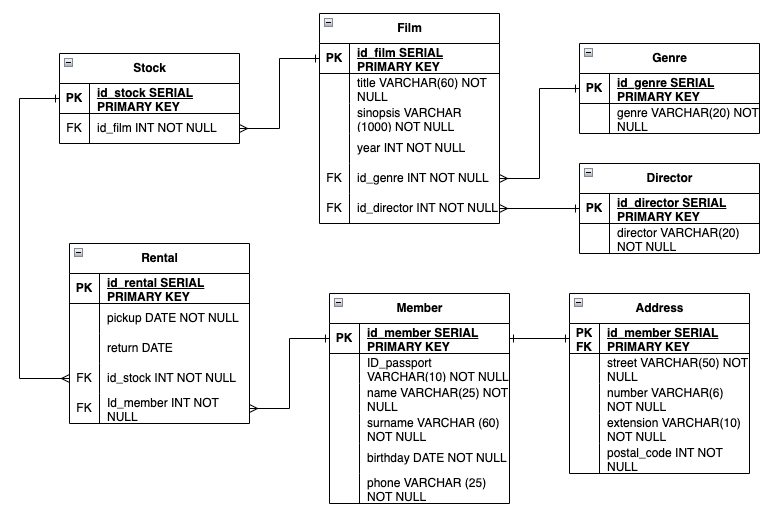 Film
PK
id_film SERIAL
PRIMARY KEY
title VARCHAR(60) NOT
NULL
sinopsis VARCHAR
(1000) NOT NULL
year INT NOT NULL
FK id_genre INT NOT NULL
FK id_director INT NOT NULL
Stock
PK
id_stock SERIAL
PRIMARY KEY
FK id_film INT NOT NULL
Genre
PK
id_genre SERIAL
PRIMARY KEY
genre VARCHAR(20) NOT
NULL
Director
PK
id_director SERIAL
PRIMARY KEY
director VARCHAR(20)
NOT NULL
Rental
PK
id_rental SERIAL
PRIMARY KEY
pickup DATE NOT NULL
return DATE
FK id_stock INT NOT NULL
FK
Id_member INT NOT
NULL
Member
PK
id_member SERIAL
PRIMARY KEY
ID_passport
VARCHAR(10) NOT NULL
name VARCHAR(25) NOT
NULL
surname VARCHAR (60)
NOT NULL
birthday DATE NOT NULL
phone VARCHAR (25)
NOT NULL
Address
PK id_member SERIAL
FK PRIMARY KEY
street VARCHAR(50) NOT
NULL
number VARCHAR(6)
NOT NULL
extension VARCHAR(10)
NOT NULL
postal_code INT NOT
NULL